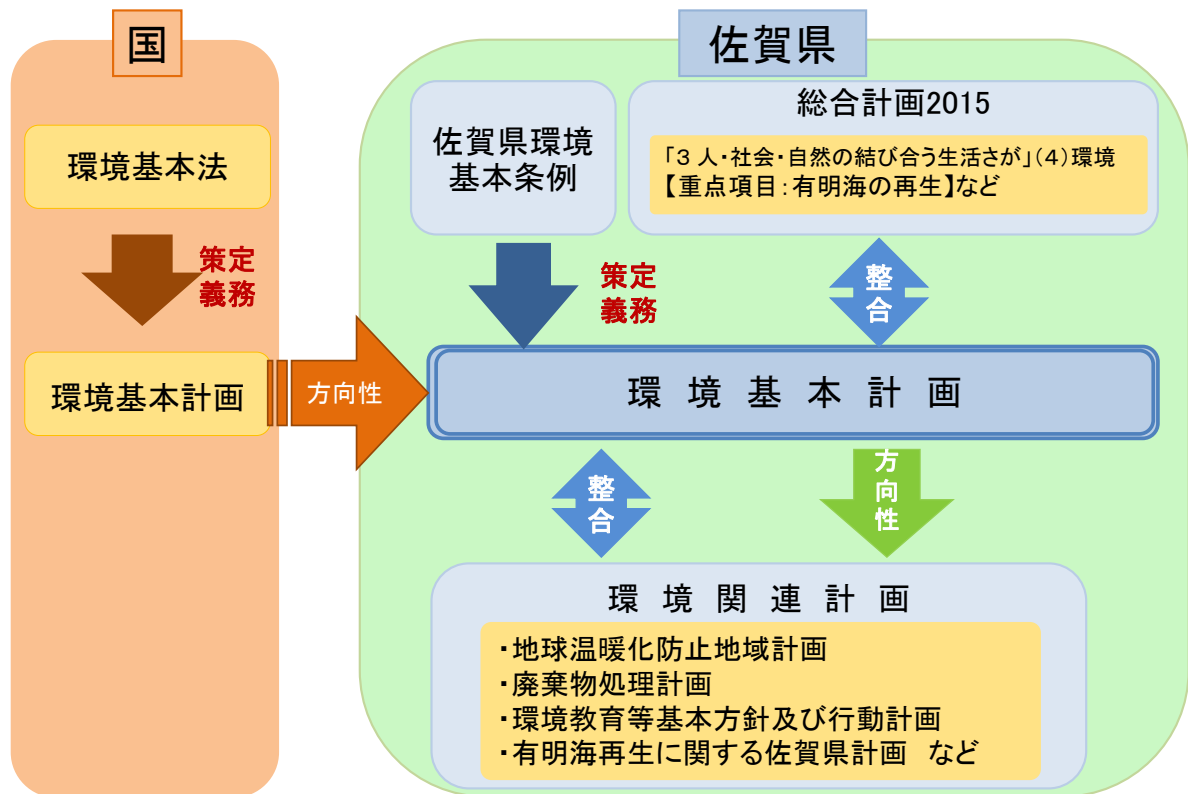 国
環境基本法
策定
義務
環境基本計画
方向性
佐賀県
佐賀県環境
基本条例
総合計画2015
「3 人・社会・自然の結び合う生活さが」(4)環境
【重点項目:有明海の再生】など
策定
義務
整
合
環境基本計画
整
合
方
向
性
環境関連計画
・地球温暖化防止地域計画
・廃棄物処理計画
・環境教育等基本方針及び行動計画
・有明海再生に関する佐賀県計画 など